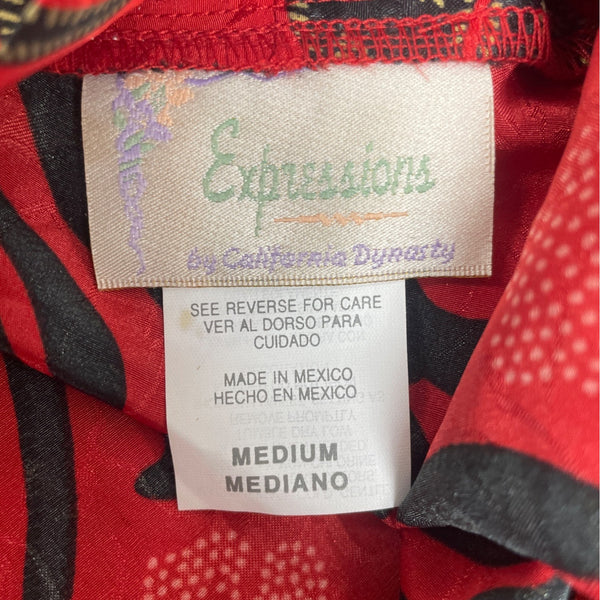 Expressions
by California Dynasty
SEE REVERSE FOR CARE
VER AL DORSO PARA
CUIDADO
MADE IN MEXICO
HECHO EN MEXICO
MEDIUM
MEDIANO